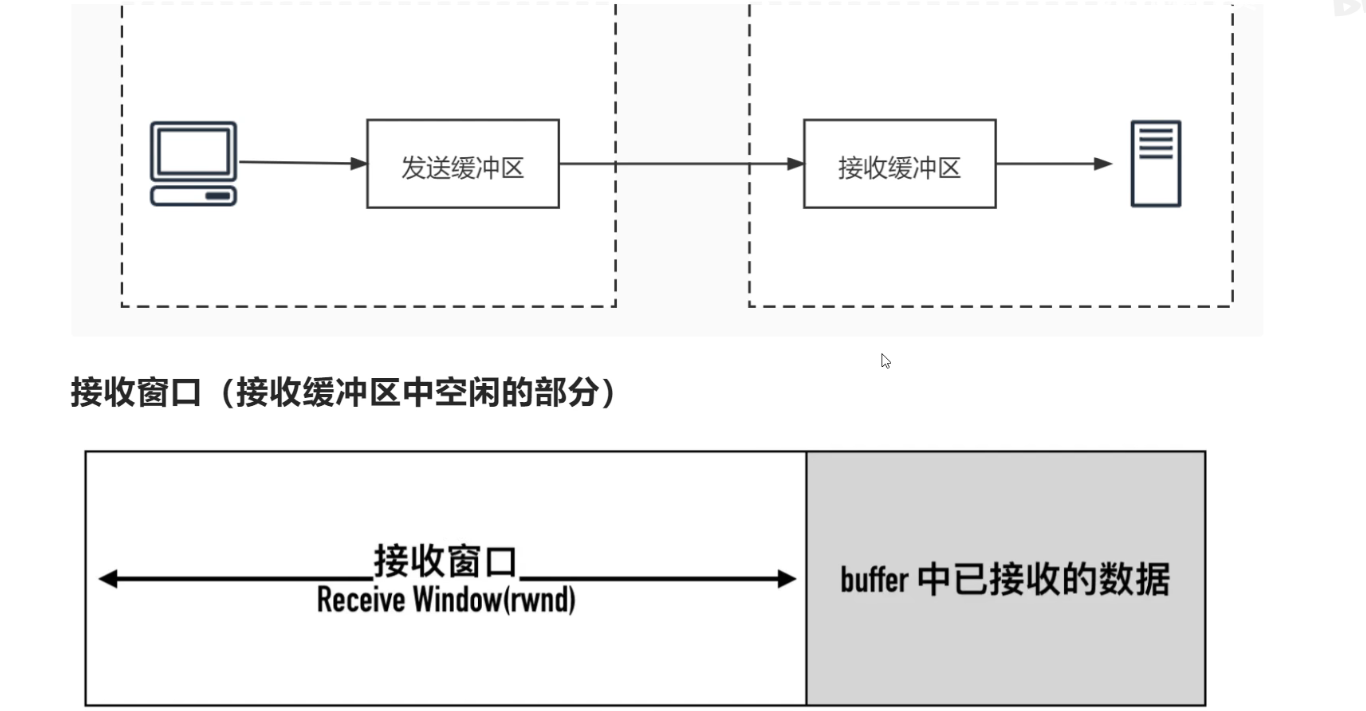 发送缓冲区
接收缓冲区
接收窗口（接收缓冲区中空闲的部分）
接收窗口
Receive Window(rwnd)
buffer 中已接收的数据